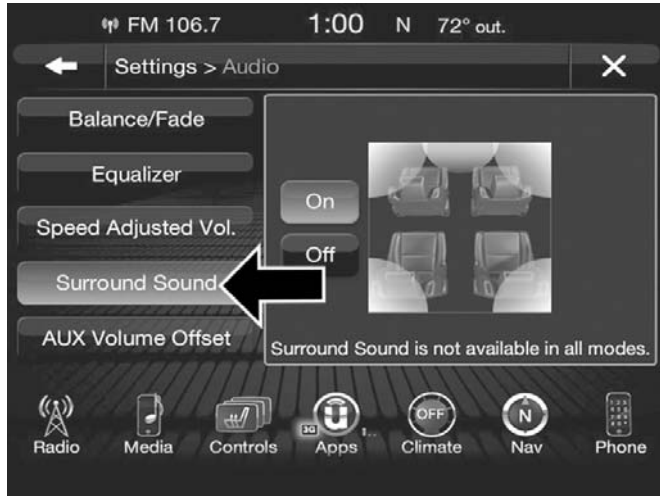 FM 106.7 1:00 N 72° out.
Settings > Audio
Balance/Fade
Equalizer
Speed Adjusted Vol.
Surround Sound
AUX Volume Offset
On
Off
Surround Sound is not available in all modes.
OFF N
3G 1..
Radio Media Controls Apps Climate Nav Phone